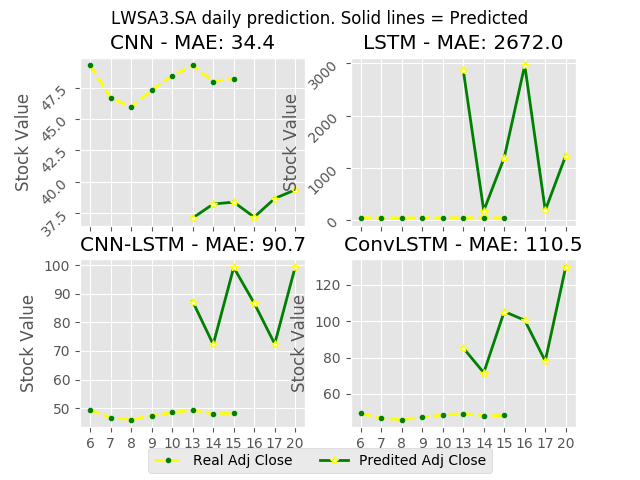 LWSA3.SA daily prediction. Solid lines = Predicted
CNN - MAE: 34.4
Stock Value
47.5
45.0
42.5
40.0
37.5
LSTM - MAE: 2672.0
Stock Value
3000
2000
1000
0
CNN-LSTM - MAE: 90.7
Stock Value
100
90
80
70
60
50
6 7 8 9 10 13 14 15 16 17 20
ConvLSTM - MAE: 110.5
Stock Value
120
100
80
60
6 7 8 9 10 13 14 15 16 17 20
Real Adj Close
Predited Adj Close